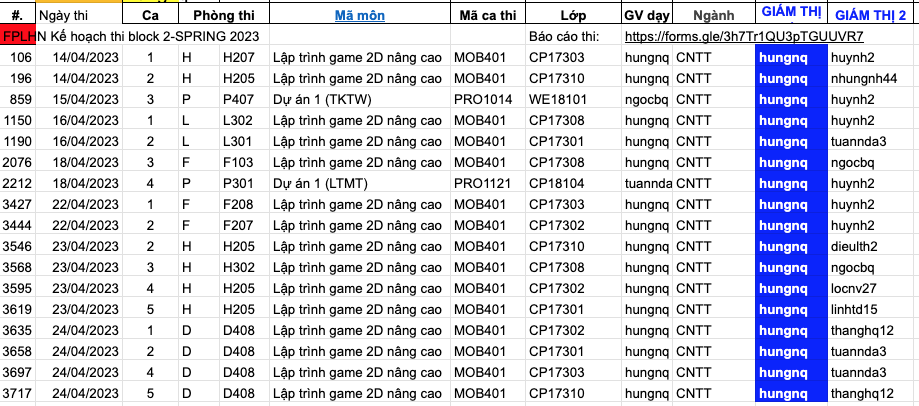 #. Ngày thi Ca Phòng thi Mã môn Mã ca thi Lớp GV dạy Ngành GIÁM THỊ GIÁM THỊ 2
FPLHN Kế hoạch thi block 2-SPRING 2023 Báo cáo thi: https://forms.gle/3h7Tr1QU3pTGUUVR7
106 14/04/2023 1 H H207 Lập trình game 2D nâng cao MOB401 CP17303 hungnq CNTT hungnq huynh2
196 14/04/2023 2 H H205 Lập trình game 2D nâng cao MOB401 CP17310 hungnq CNTT hungnq nhungnh44
859 15/04/2023 3 P P407 Dự án 1 (TKTW) PRO1014 WE18101 ngocbq CNTT hungnq huynh2
1150 16/04/2023 1 L L302 Lập trình game 2D nâng cao MOB401 CP17308 hungnq CNTT hungnq huynh2
1190 16/04/2023 2 L L301 Lập trình game 2D nâng cao MOB401 CP17301 hungnq CNTT hungnq tuannda3
2076 18/04/2023 3 F F103 Lập trình game 2D nâng cao MOB401 CP17308 hungnq CNTT hungnq ngocbq
2212 18/04/2023 4 P P301 Dự án 1 (LTMT) PRO1121 CP18104 tuannda CNTT hungnq huynh2
3427 22/04/2023 1 F F208 Lập trình game 2D nâng cao MOB401 CP17303 hungnq CNTT hungnq huynh2
3444 22/04/2023 2 F F207 Lập trình game 2D nâng cao MOB401 CP17302 hungnq CNTT hungnq huynh2
3546 23/04/2023 2 H H205 Lập trình game 2D nâng cao MOB401 CP17310 hungnq CNTT hungnq dieulth2
3568 23/04/2023 3 H H302 Lập trình game 2D nâng cao MOB401 CP17308 hungnq CNTT hungnq ngocbq
3595 23/04/2023 4 H H205 Lập trình game 2D nâng cao MOB401 CP17302 hungnq CNTT hungnq locnv27
3619 23/04/2023 5 H H205 Lập trình game 2D nâng cao MOB401 CP17301 hungnq CNTT hungnq linhtd15
3635 24/04/2023 1 D D408 Lập trình game 2D nâng cao MOB401 CP17302 hungnq CNTT hungnq thanghq12
3658 24/04/2023 2 D D408 Lập trình game 2D nâng cao MOB401 CP17301 hungnq CNTT hungnq tuannda3
3697 24/04/2023 4 D D408 Lập trình game 2D nâng cao MOB401 CP17303 hungnq CNTT hungnq tuannda3
3717 24/04/2023 5 D D408 Lập trình game 2D nâng cao MOB401 CP17310 hungnq CNTT hungnq thanghq12